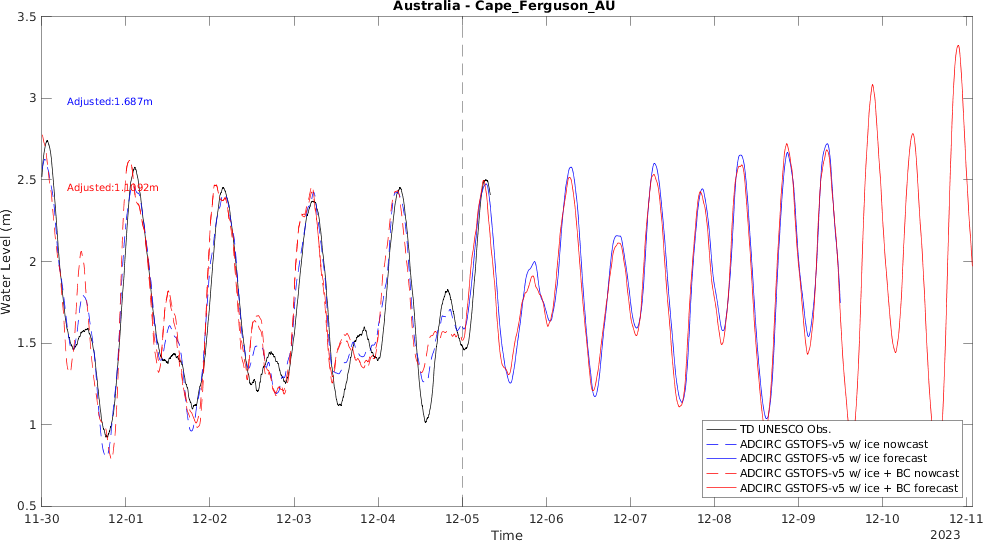 Australia - Cape_Ferguson_AU
3.5
3
2.5
2
1.5
1
0.5
Water Level (m)
Adjusted:1.687m
TD UNESCO Obs.
ADCIRC GSTOFS-v5 w/ ice nowcast
ADCIRC GSTOFS-v5 w/ ice forecast
ADCIRC GSTOFS-v5 w/ ice + BC nowcast
ADCIRC GSTOFS-v5 w/ ice + BC forecast
11-30
12-01
12-02
12-03
12-04
12-05
12-06
12-07
12-08
12-09
12-10
12-11
Time
2023